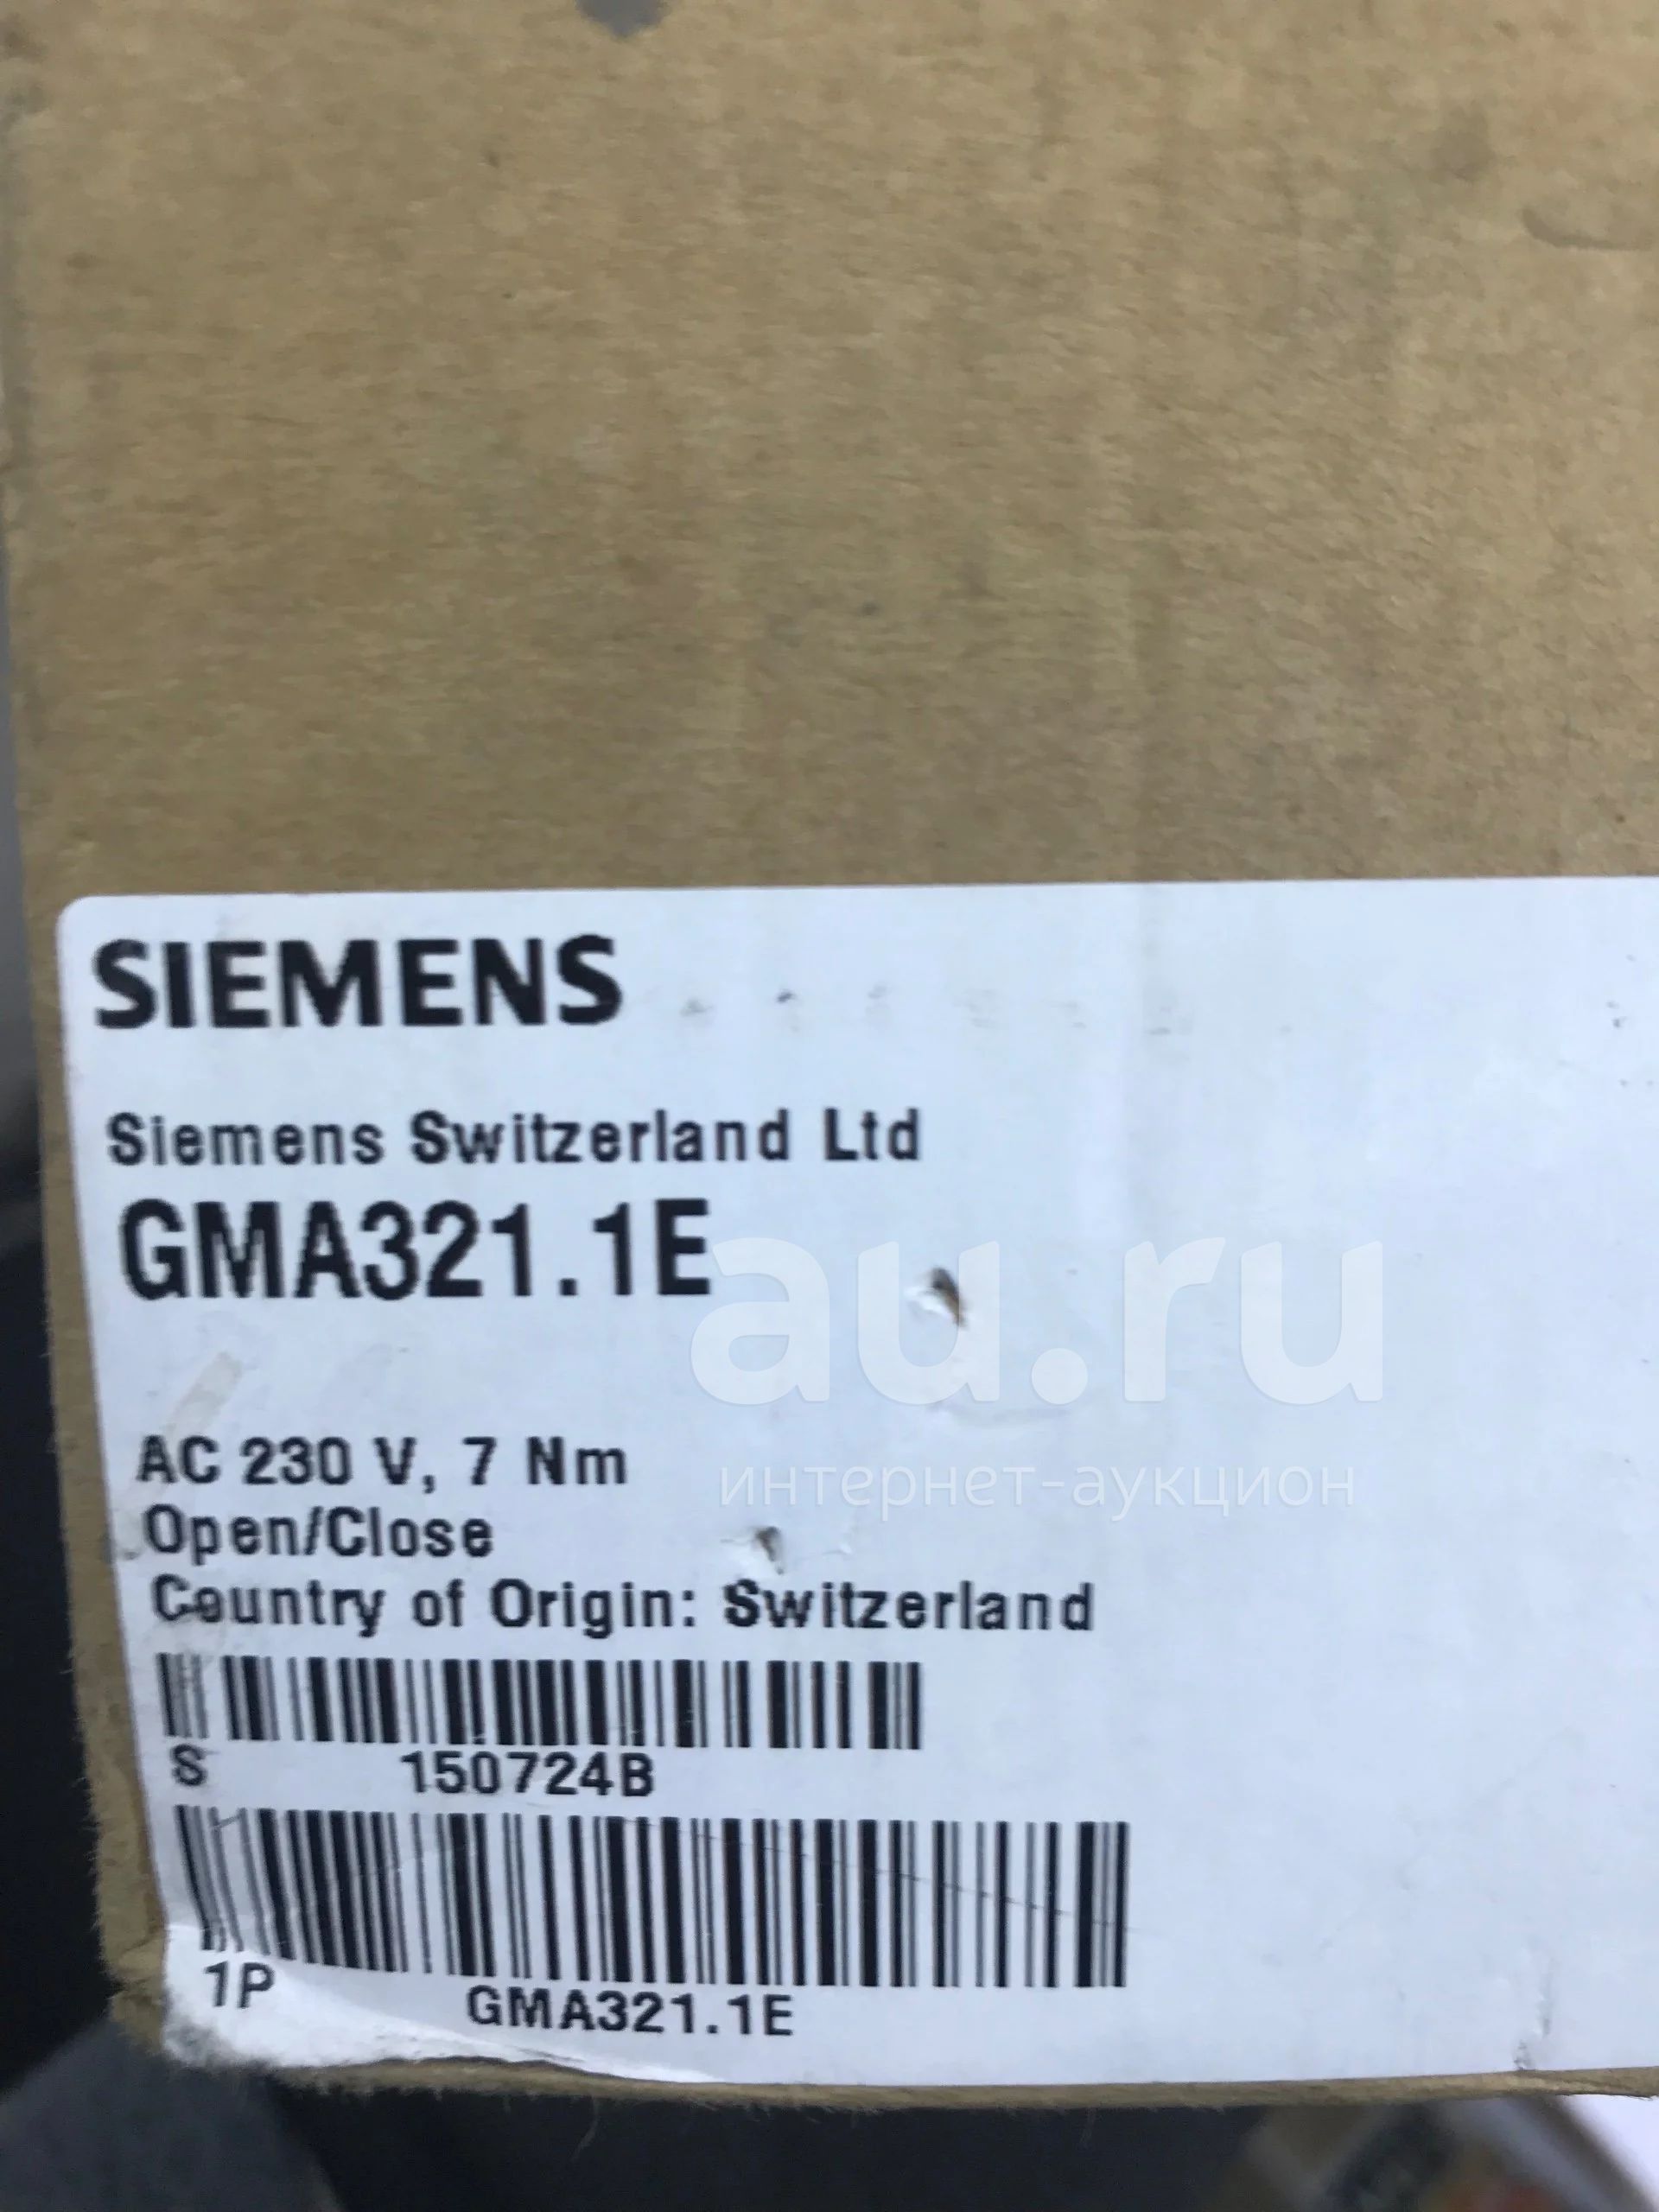 SIEMENS
Siemens Switzerland Ltd
GMA321.1E
au.ru
AC 230 V, 7 Nm
интернет-аукцион
Open/Close
Country of Origin: Switzerland
S 150724B
1P GMA321.1E